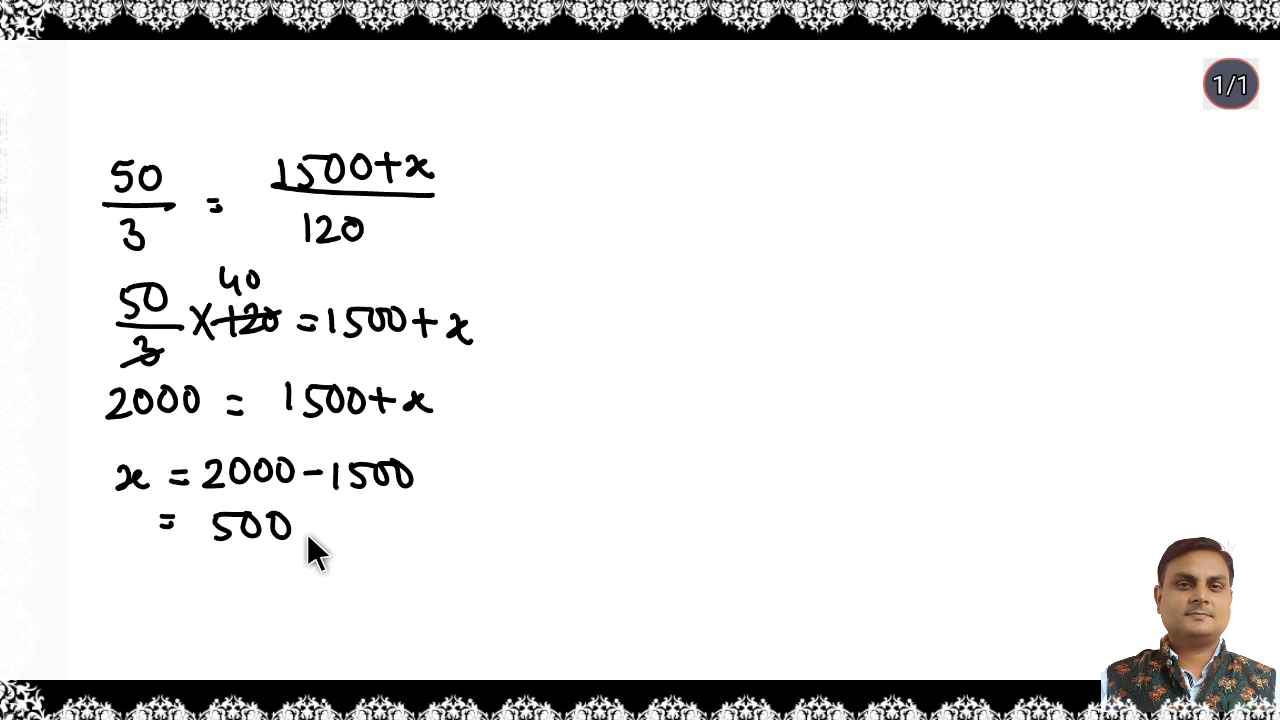 1/1
50/3 = 1500+x/120
40
50/3 X 120 = 1500+x
2000 = 1500+x
x = 2000-1500
= 500